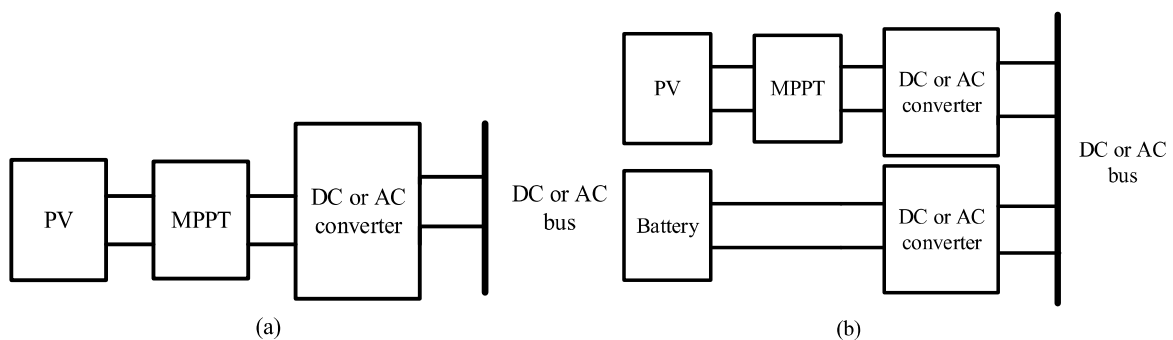 PV
MPPT
DC or AC
converter
DC or AC
bus
(a)
PV
MPPT
DC or AC
converter
Battery
DC or AC
converter
DC or AC
bus
(b)